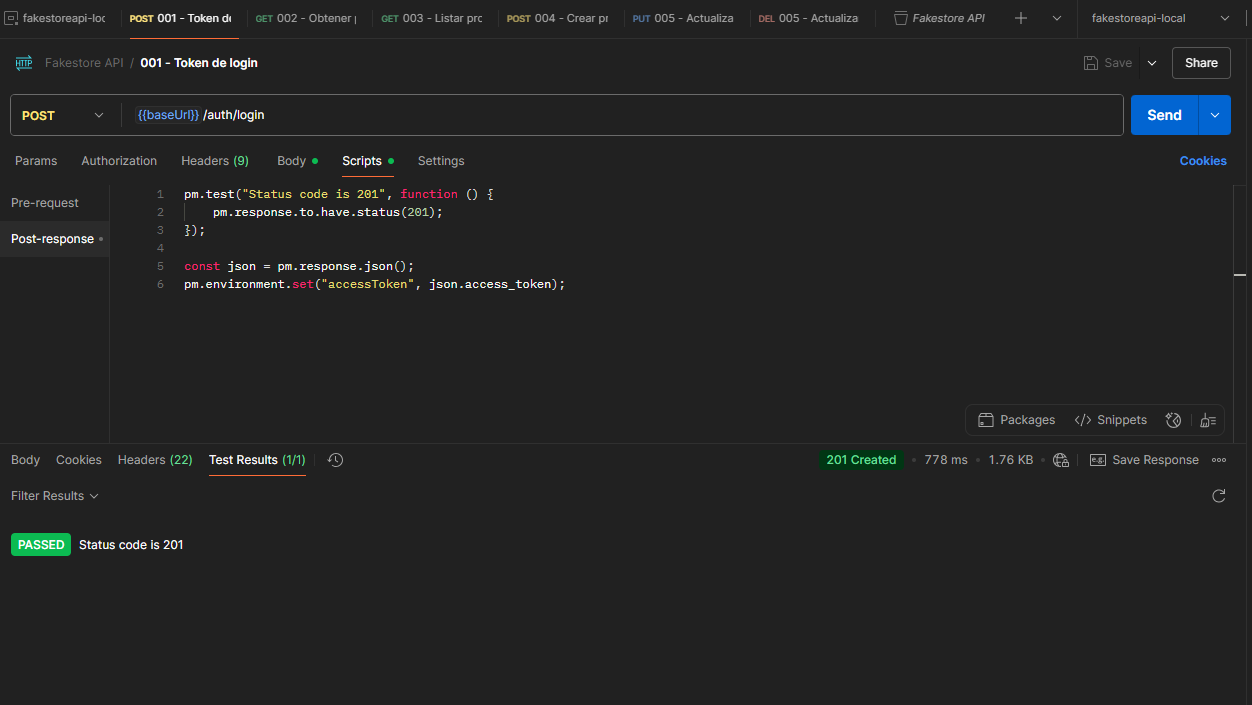 fakestoreapi-loc POST 001 - Token de GET 002 - Obtener GET 003 - Listar prc POST 004 - Crear pr PUT 005 - Actualiza DEL 005 - Actualiza Fakestore API fakestoreapi-local
HTTP Fakestore API / 001 - Token de login Save Share
POST {{baseUrl}} /auth/login Send
Params Authorization Headers (9) Body Scripts Settings Cookies
Pre-request
Post-response
1 pm.test("Status code is 201", function () {
2 pm.response.to.have.status(201);
3 });
4
5 const json = pm.response.json();
6 pm.environment.set("accessToken", json.access_token);
Packages </> Snippets
Body Cookies Headers (22) Test Results (1/1) 201 Created 778 ms 1.76 KB e.g. Save Response
Filter Results
PASSED Status code is 201